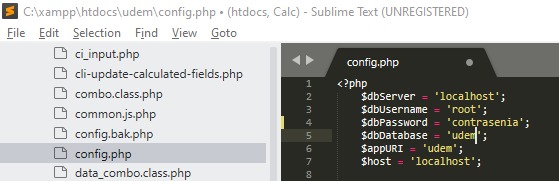 C:\xampp\htdocs\udem\config.php • (htdocs, Calc) - Sublime Text (UNREGISTERED)
File Edit Selection Find View Goto
ci_input.php
cli-update-calculated-fields.php
combo.class.php
common.js.php
config.bak.php
config.php
data_combo.class.php
config.php
1 <?php
2 $dbServer = 'localhost';
3 $dbUsername = 'root';
4 $dbPassword = 'contrasenia';
5 $dbDatabase = 'udem';
6 $appURI = 'udem';
7 $host = 'localhost';
8